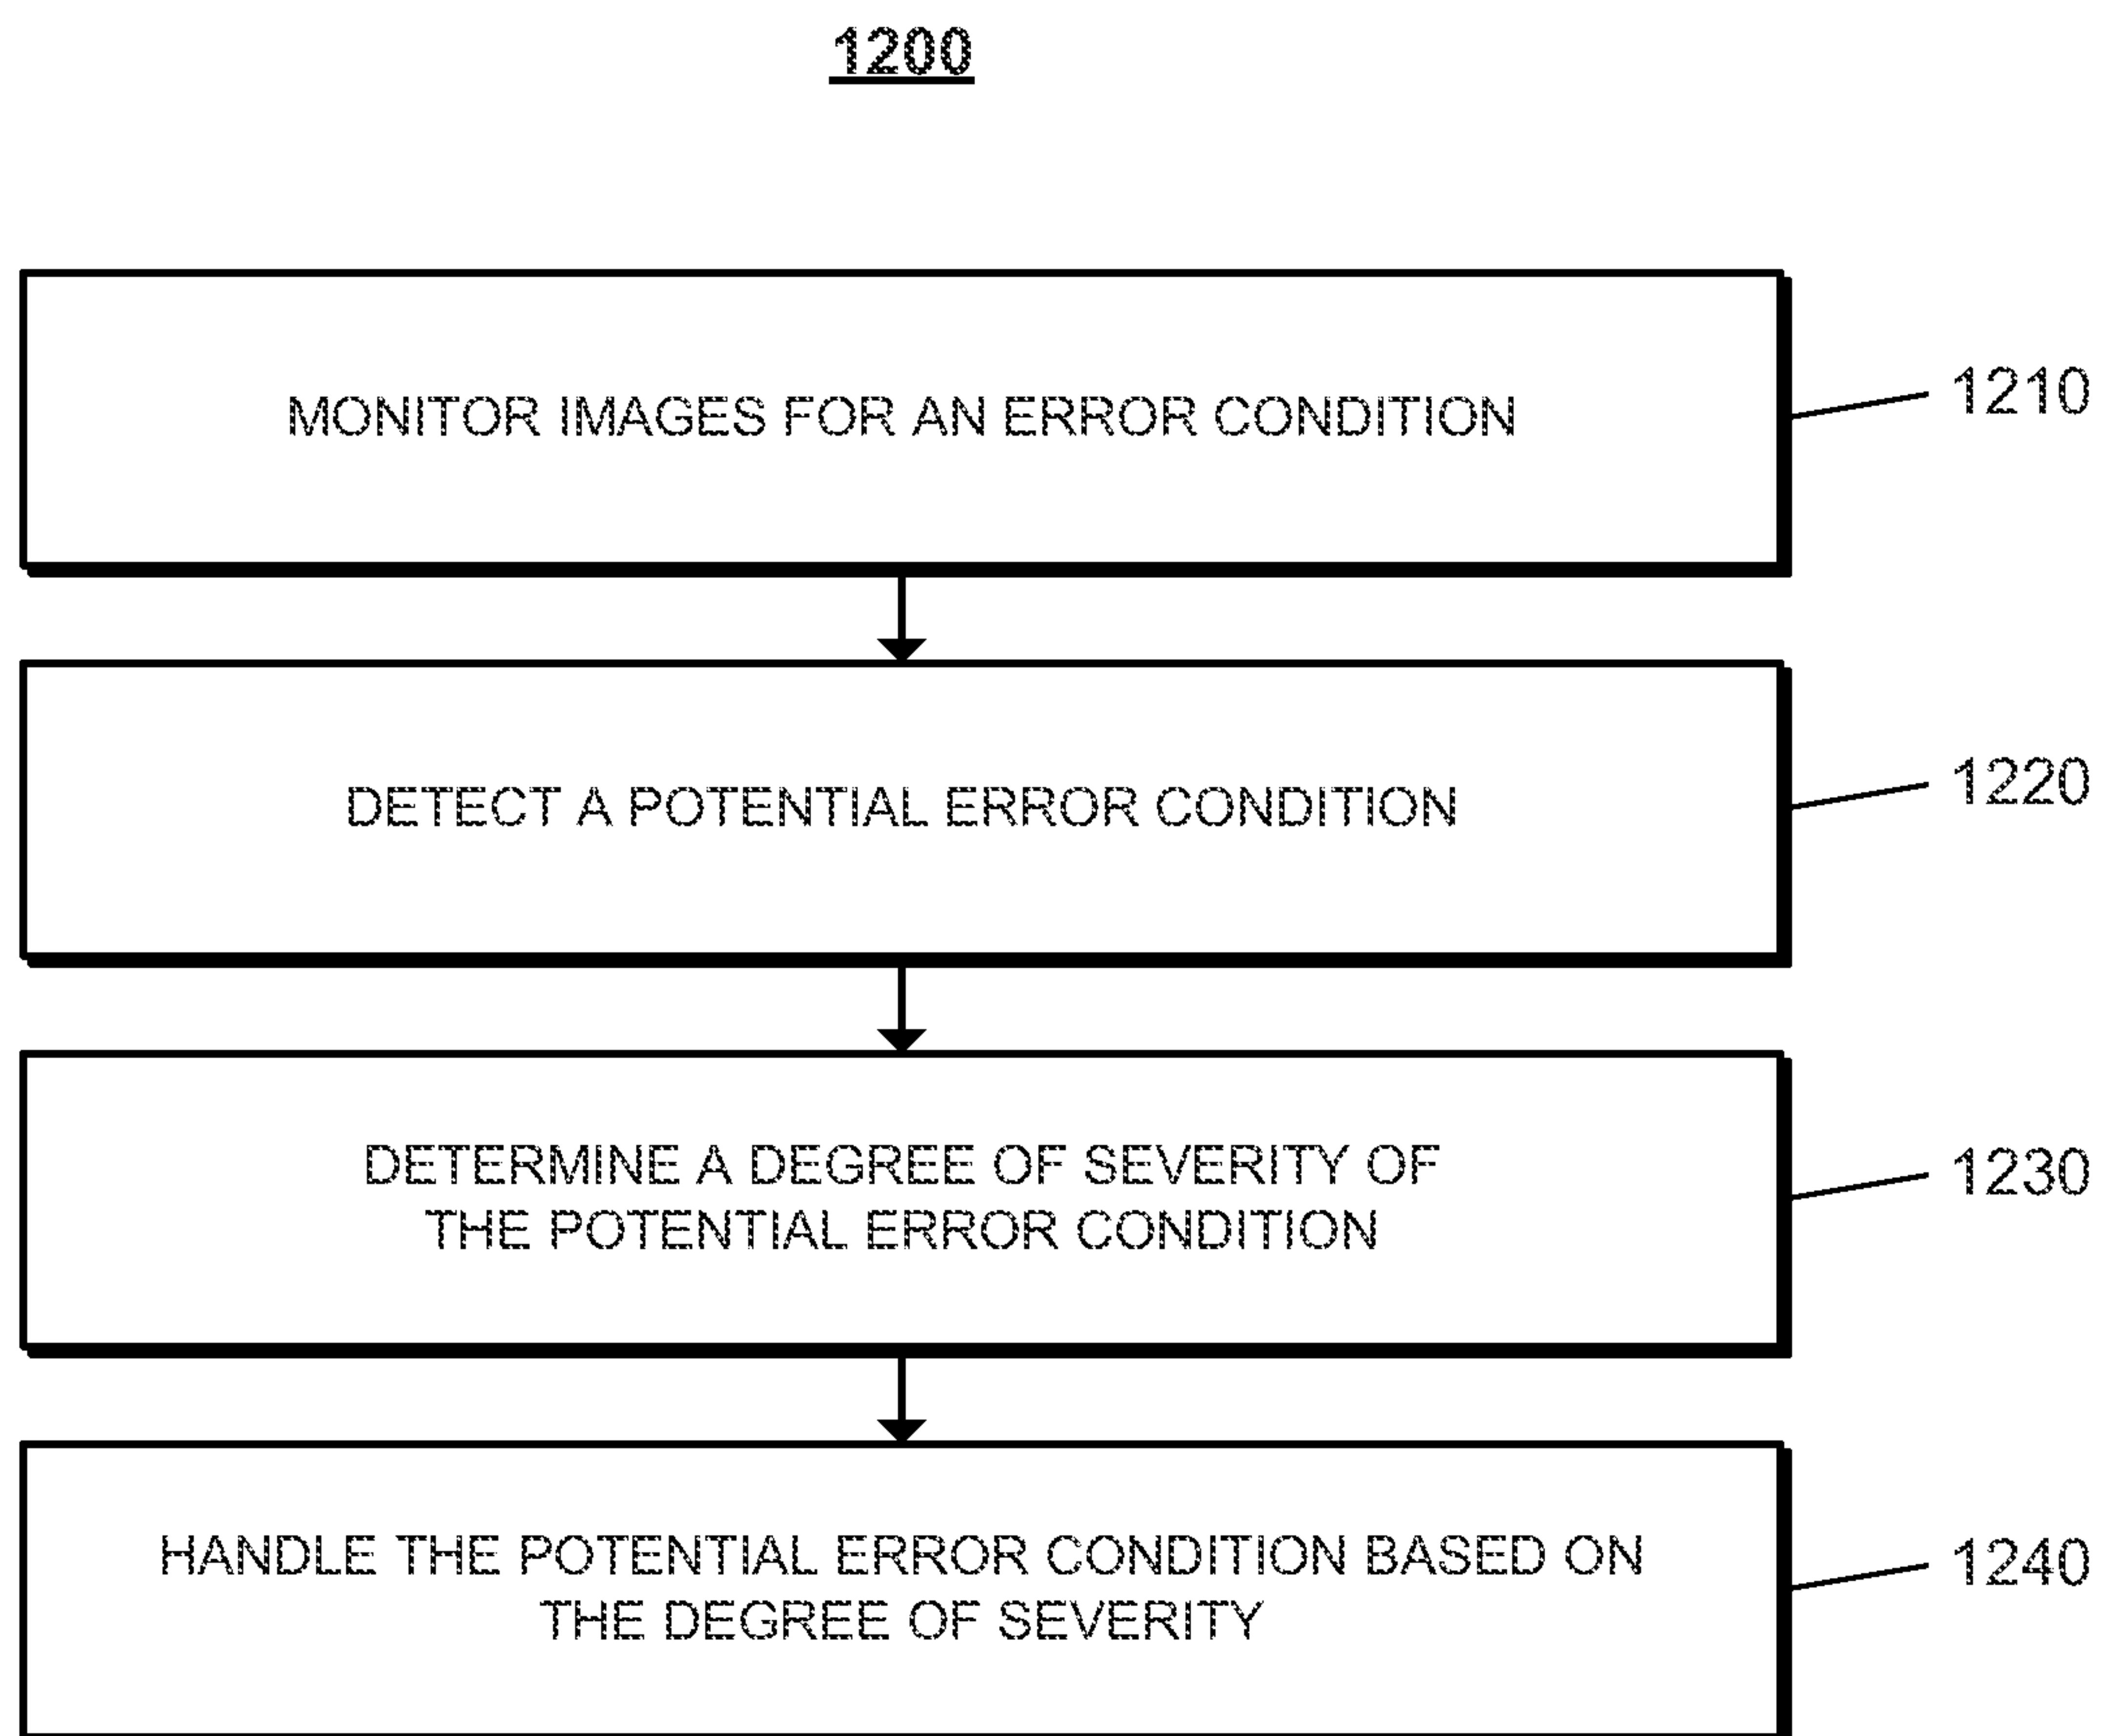 1200
MONITOR IMAGES FOR AN ERROR CONDITION
1210
DETECT A POTENTIAL ERROR CONDITION
1220
DETERMINE A DEGREE OF SEVERITY OF
THE POTENTIAL ERROR CONDITION
1230
HANDLE THE POTENTIAL ERROR CONDITION BASED ON
THE DEGREE OF SEVERITY
1240